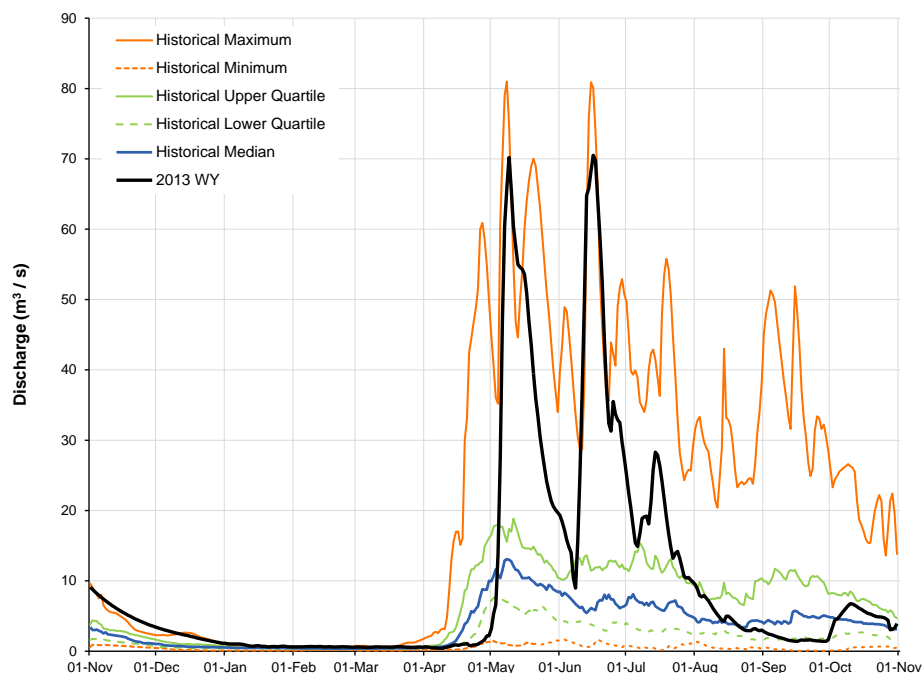 90
80
70
60
50
40
30
20
10
0
Discharge (m³ / s)
Historical Maximum
Historical Minimum
Historical Upper Quartile
Historical Lower Quartile
Historical Median
2013 WY
01-Nov 01-Dec 01-Jan 01-Feb 01-Mar 01-Apr 01-May 01-Jun 01-Jul 01-Aug 01-Sep 01-Oct 01-Nov